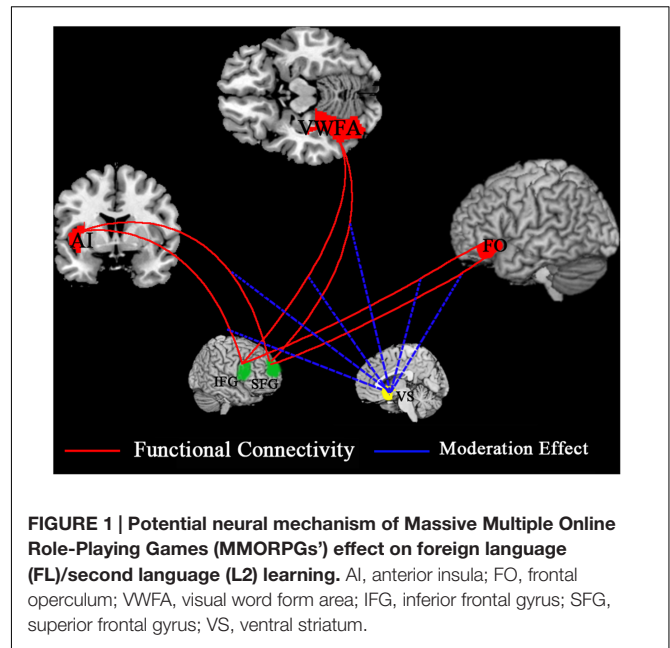 VWFA
AI
FO
IFG
SFG
VS
Functional Connectivity
Moderation Effect
FIGURE 1 | Potential neural mechanism of Massive Multiple Online
Role-Playing Games (MMORPGs') effect on foreign language
(FL)/second language (L2) learning. AI, anterior insula; FO, frontal
operculum; VWFA, visual word form area; IFG, inferior frontal gyrus; SFG,
superior frontal gyrus; VS, ventral striatum.